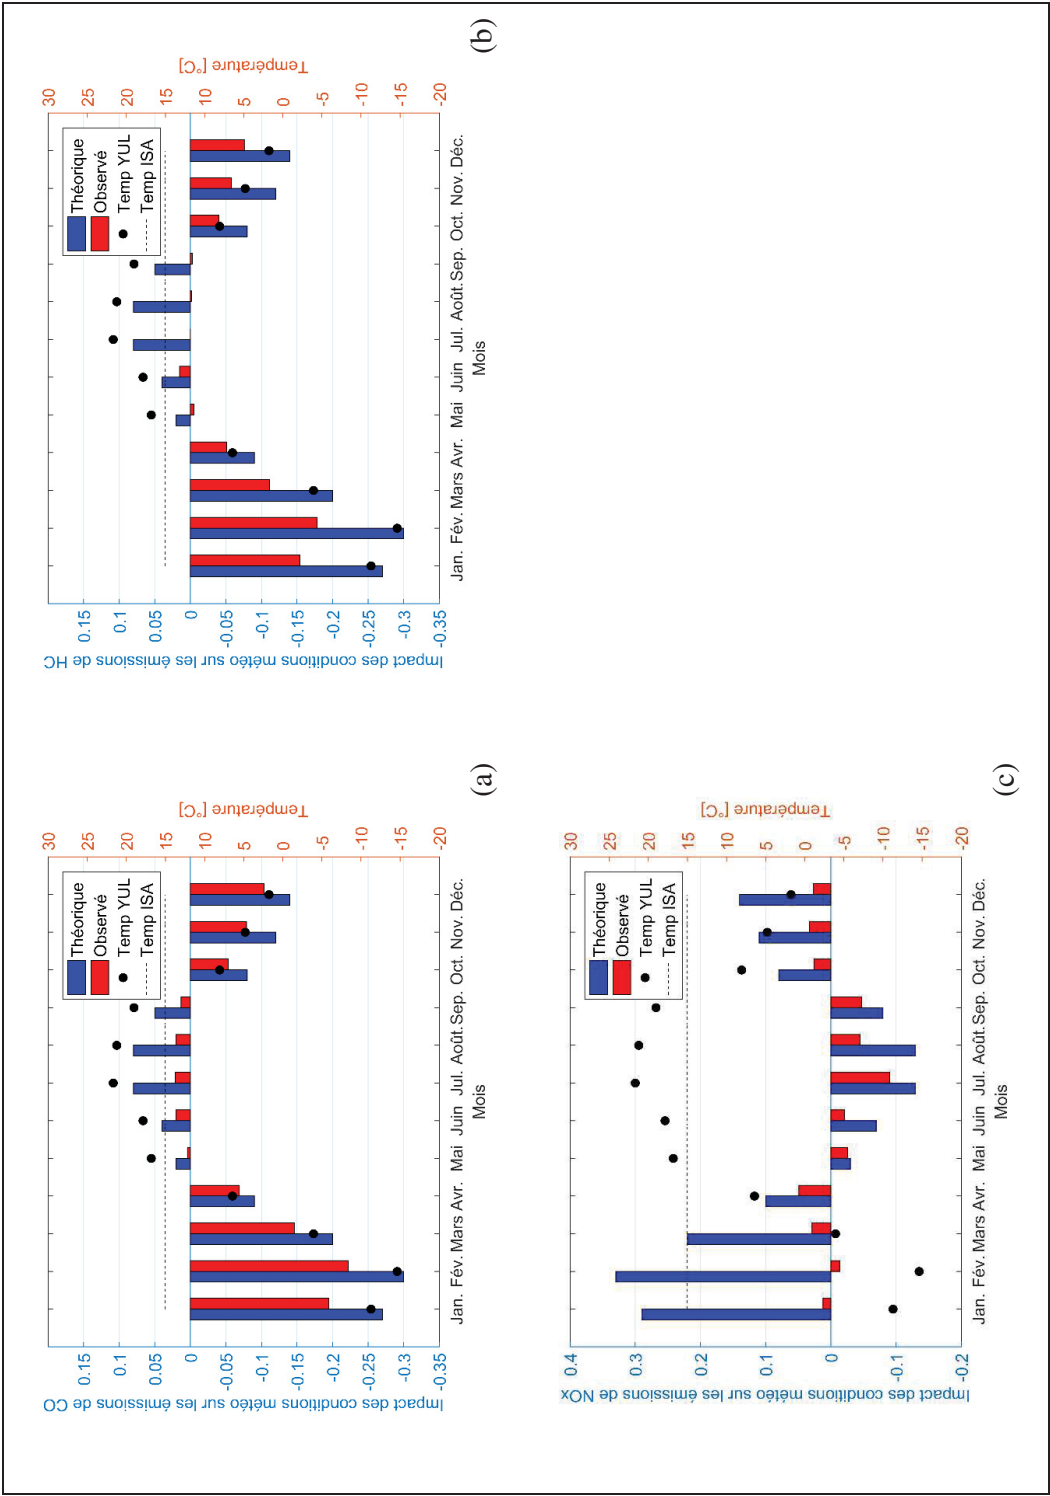 Impact des conditions météo sur les émissions de CO
0.15
0.1
0.05
0
-0.05
-0.1
-0.15
-0.2
-0.25
-0.3
-0.35
Jan. Fév. Mars Avr. Mai Juin Jul. Août. Sep. Oct. Nov. Déc.
Mois
30
25
20
15
10
5
0
-5
-10
-15
-20
Température [°C]
Théorique
Observé
Temp YUL
Temp ISA
(a)
Impact des conditions météo sur les émissions de HC
0.15
0.1
0.05
0
-0.05
-0.1
-0.15
-0.2
-0.25
-0.3
-0.35
Jan. Fév. Mars Avr. Mai Juin Jul. Août. Sep. Oct. Nov. Déc.
Mois
30
25
20
15
10
5
0
-5
-10
-15
-20
Température [°C]
Théorique
Observé
Temp YUL
Temp ISA
(b)
Impact des conditions météo sur les émissions de NOx
0.4
0.3
0.2
0.1
0
-0.1
-0.2
Jan. Fév. Mars Avr. Mai Juin Jul. Août. Sep. Oct. Nov. Déc.
Mois
30
25
20
15
10
5
0
-5
-10
-15
-20
Température [°C]
Théorique
Observé
Temp YUL
Temp ISA
(c)